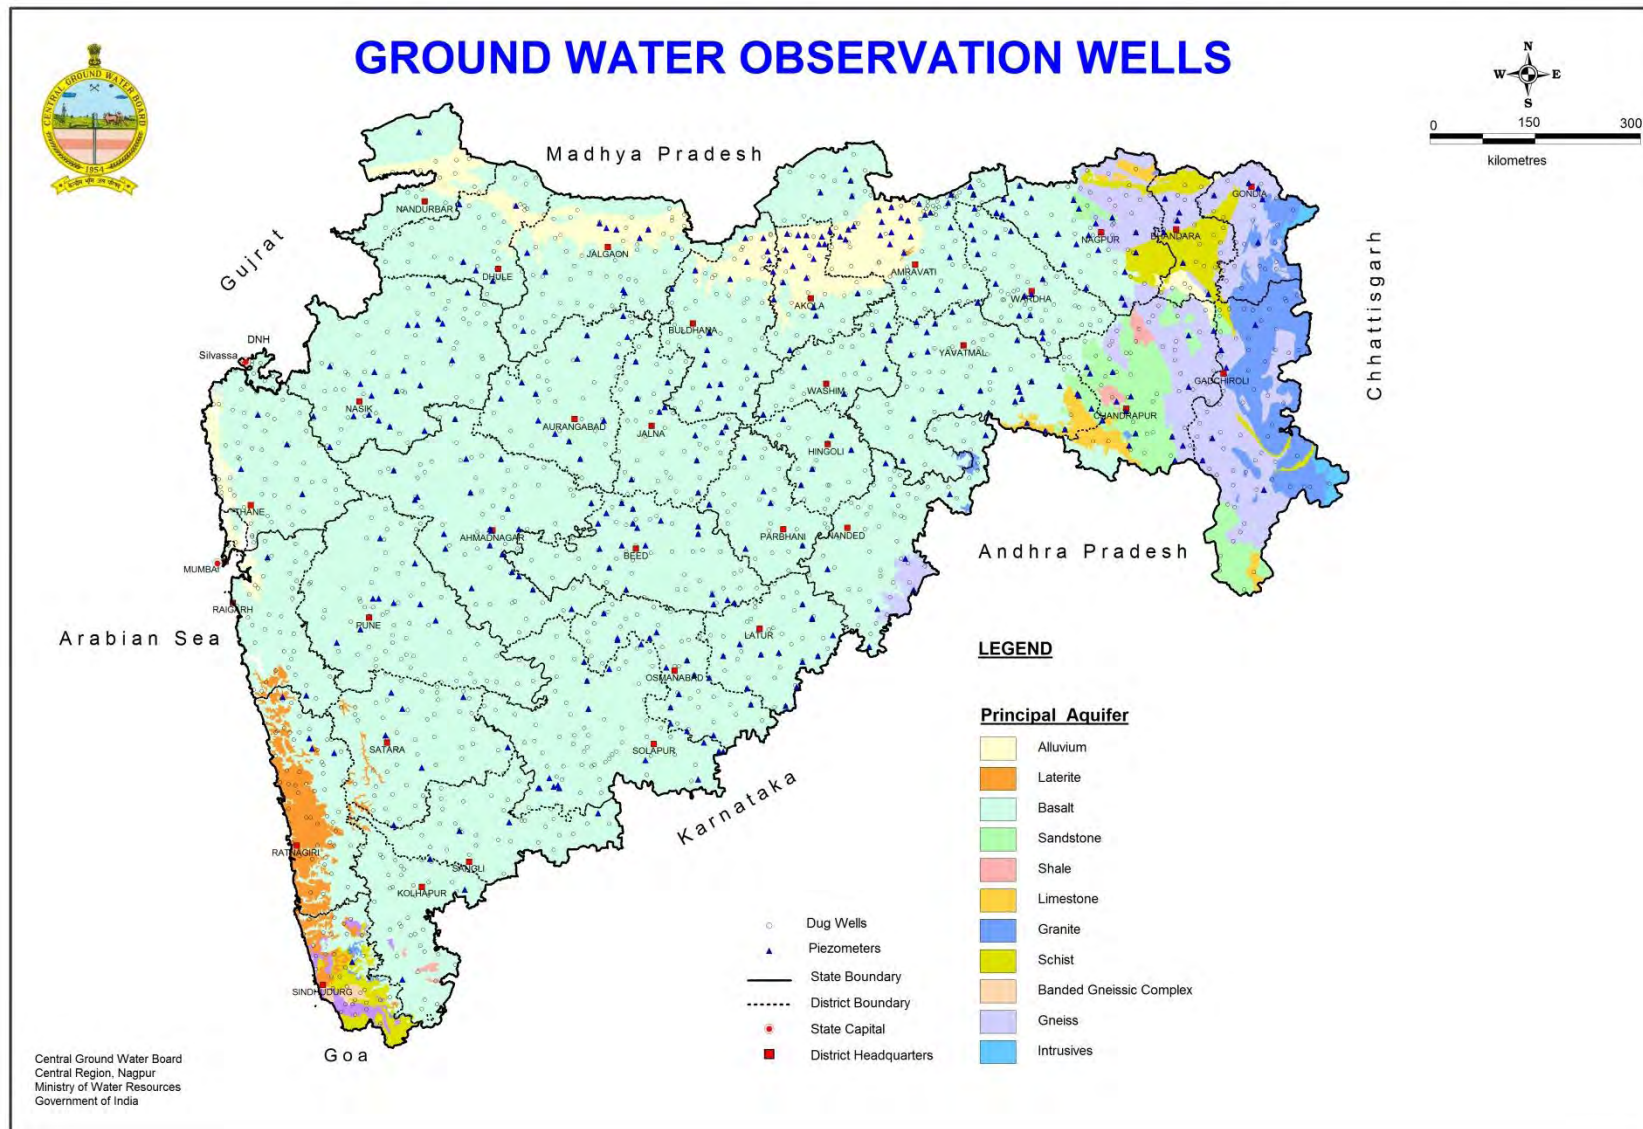 GROUND WATER OBSERVATION WELLS
CENTRAL GROUND WATER BOARD
1954
N
W E
S
0 150 300
kilometres
Madhya Pradesh
Gujrat
Chhattisgarh
Andhra Pradesh
Karnataka
Goa
Arabian Sea
DNH
Silvassa
NANDURBAR
DHULE
JALGAON
BULDHANA
AKOLA
AMRAVATI
WARDHA
NAGPUR
BHANDARA
GONDIA
YAVATMAL
WASHIM
CHANDRAPUR
GADCHIROLI
NASIK
AURANGABAD
JALNA
HINGOLI
THANE
AHMADNAGAR
BEED
PARBHANI
NANDED
MUMBAI
RAIGARH
PUNE
LATUR
OSMANABAD
SATARA
SOLAPUR
RATNAGIRI
SANGLI
KOLHAPUR
SINDHUDURG
LEGEND
Principal Aquifer
Alluvium
Laterite
Basalt
Sandstone
Shale
Limestone
Granite
Schist
Banded Gneissic Complex
Gneiss
Intrusives
Dug Wells
Piezometers
State Boundary
District Boundary
State Capital
District Headquarters
Central Ground Water Board
Central Region, Nagpur
Ministry of Water Resources
Government of India